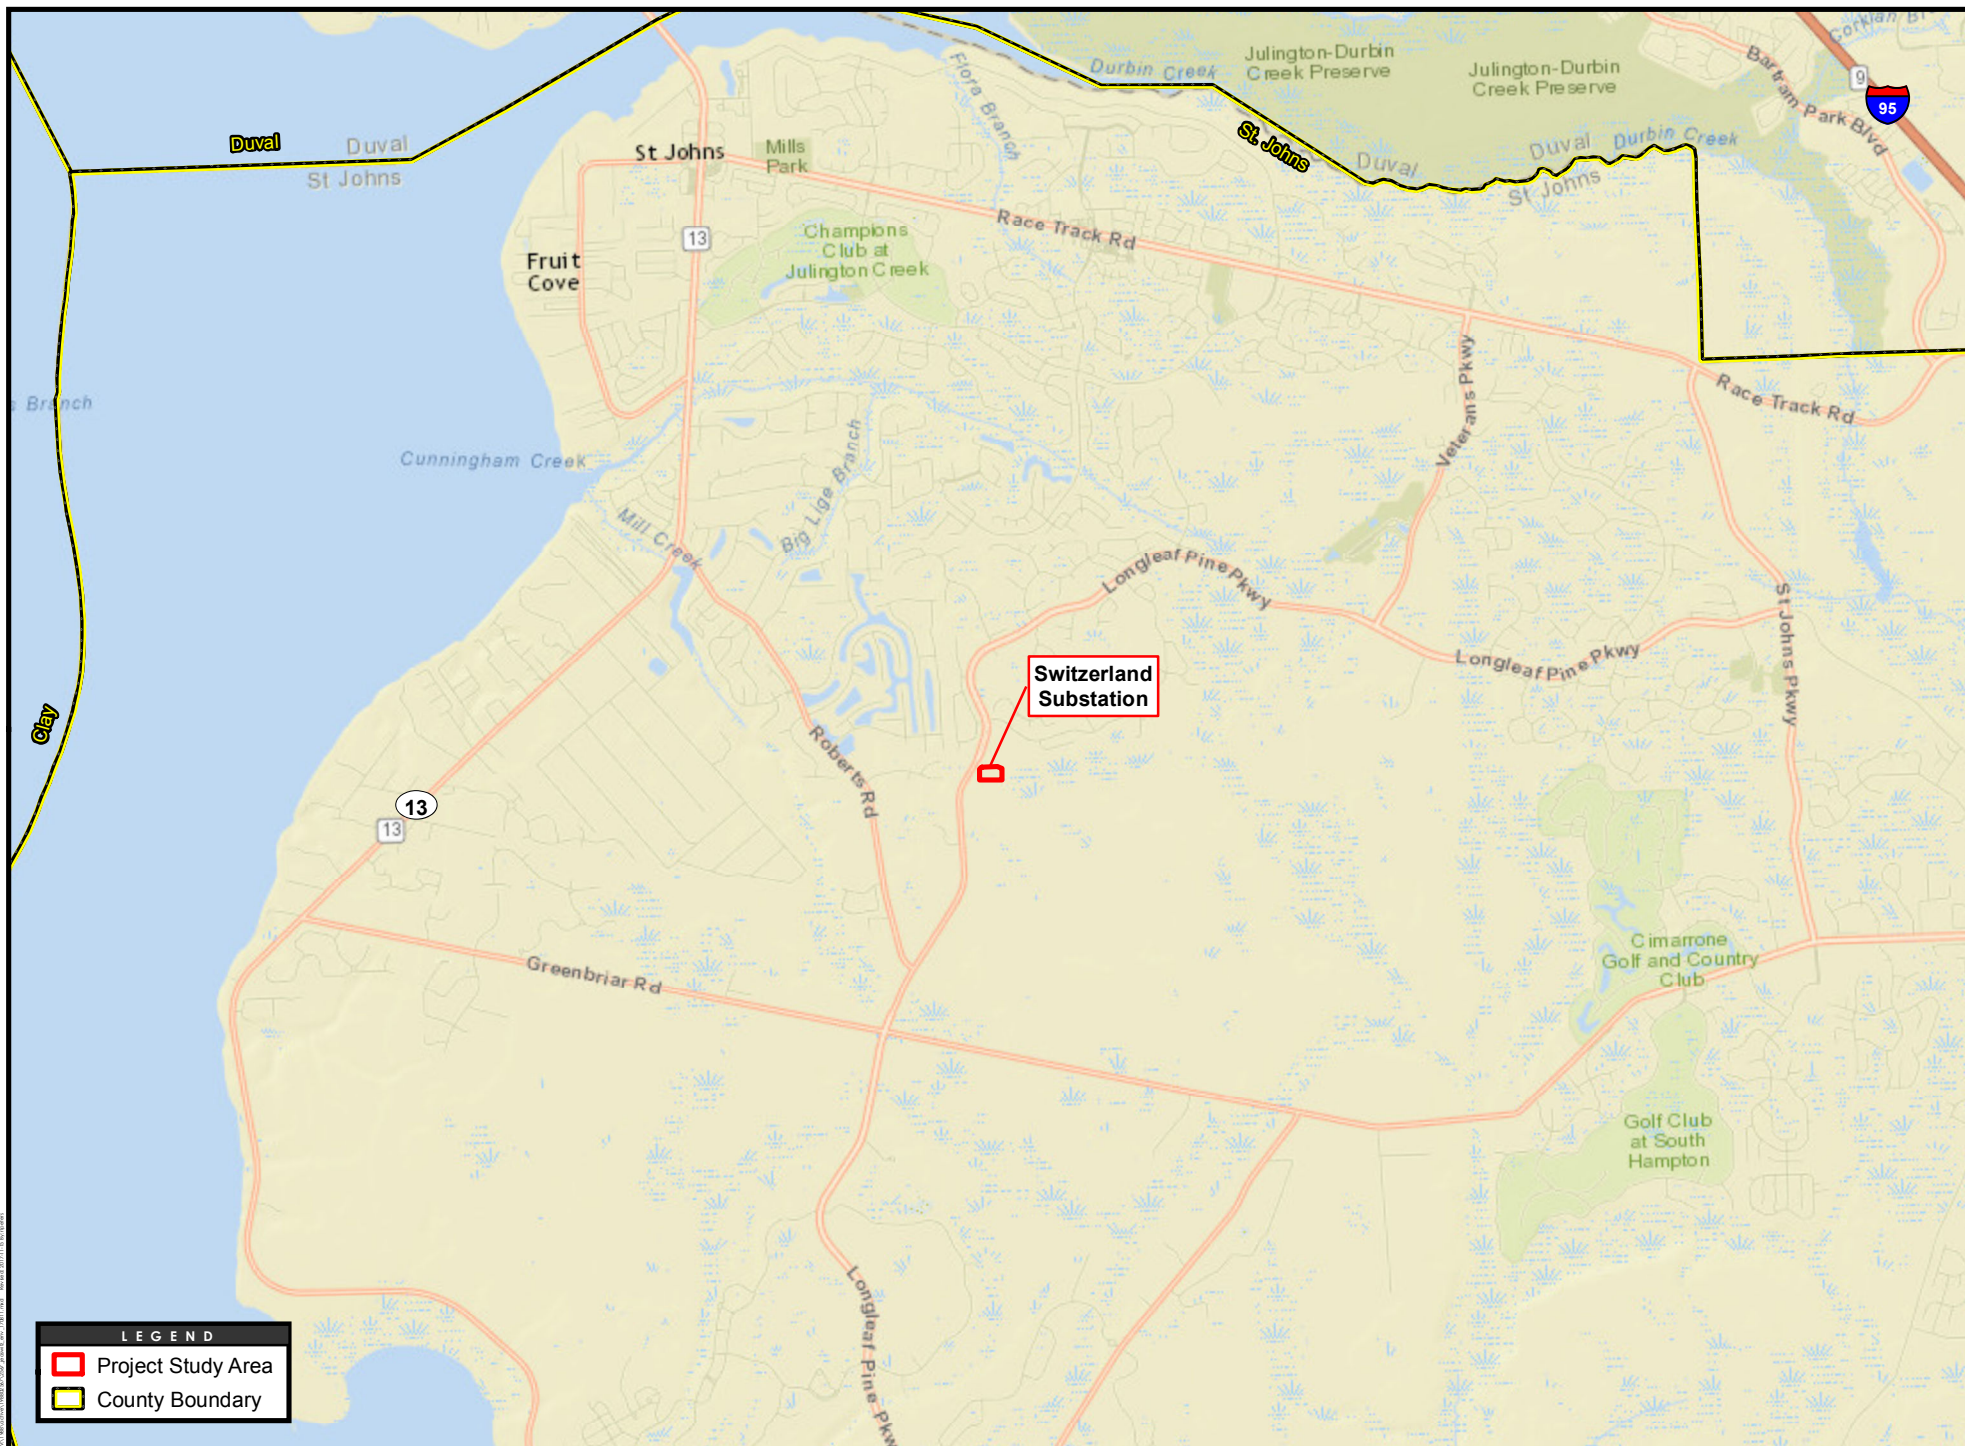 Julington-Durbin
Creek Preserve
Julington-Durbin
Creek Preserve
Durbin Creek
Flora Branch
Bartram Park Blvd
9
95
Duval
Duval
St Johns
St Johns
Mills
Park
St. Johns
Duval
Duval
St Johns
Durbin Creek
Race Track Rd
13
Champions
Club at
Julington Creek
Fruit
Cove
Veterans Pkwy
Race Track Rd
Branch
Cunningham Creek
Big Lige Branch
Mill Creek
Longleaf Pine Pkwy
Longleaf Pine Pkwy
St Johns Pkwy
Switzerland
Substation
Clay
Roberts Rd
13
13
Greenbriar Rd
Cimarrone
Golf and Country
Club
Golf Club
at South
Hampton
Longleaf Pine Pkwy
LEGEND
Project Study Area
County Boundary